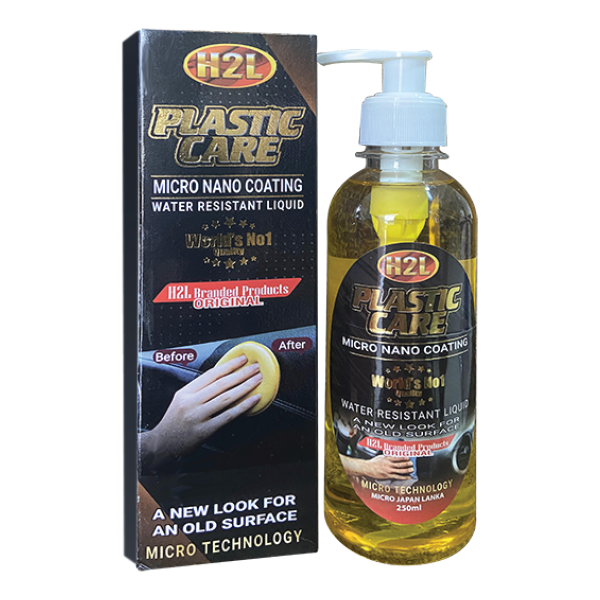 H2L
PLASTIC
CARE
MICRO NANO COATING
WATER RESISTANT LIQUID
World's No1
Quality
H2L Branded Products
ORIGINAL
Before
After
A NEW LOOK FOR
AN OLD SURFACE
MICRO TECHNOLOGY
H2L
PLASTIC
CARE
MICRO NANO COATING
World's No1
Quality
WATER RESISTANT LIQUID
A NEW LOOK FOR
AN OLD SURFACE
H2L Branded Products
ORIGINAL
MICRO TECHNOLOGY
MICRO JAPAN LANKA
250ml